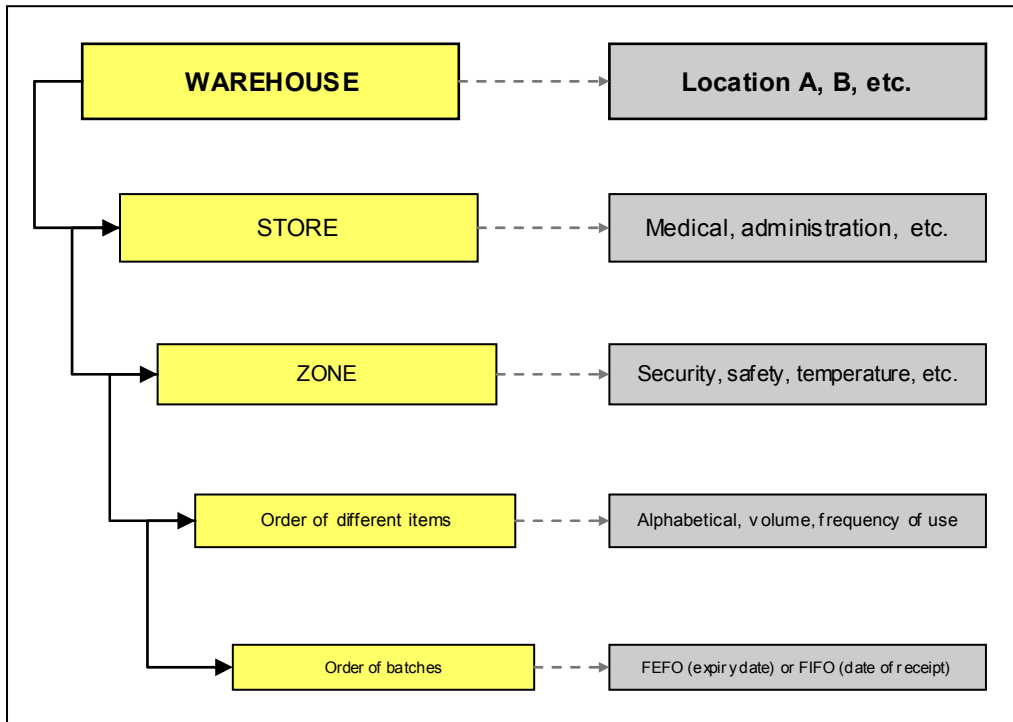 WAREHOUSE
Location A, B, etc.
STORE
Medical, administration, etc.
ZONE
Security, safety, temperature, etc.
Order of different items
Alphabetical, volume, frequency of use
Order of batches
FEFO (expiry date) or FIFO (date of receipt)